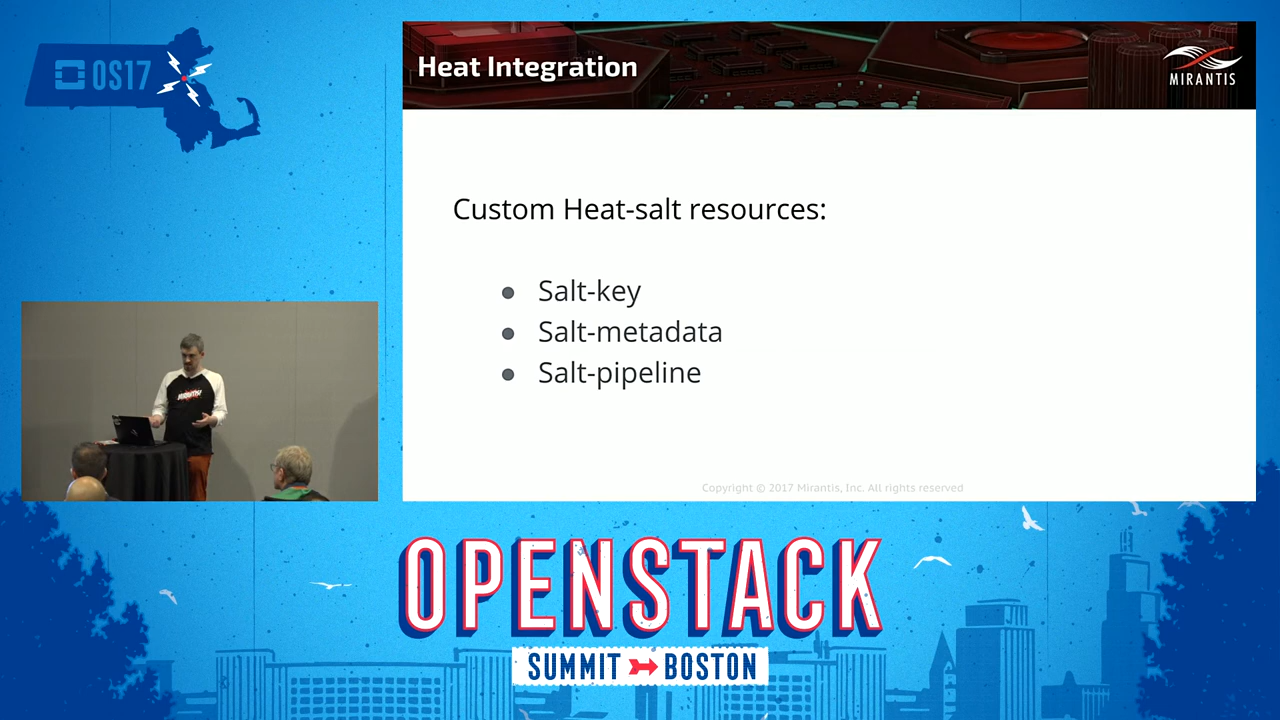 OS17
Heat Integration
MIRANTIS
Custom Heat-salt resources:
● Salt-key
● Salt-metadata
● Salt-pipeline
Copyright © 2017 Mirantis, Inc. All rights reserved
OPENSTACK
SUMMIT BOSTON